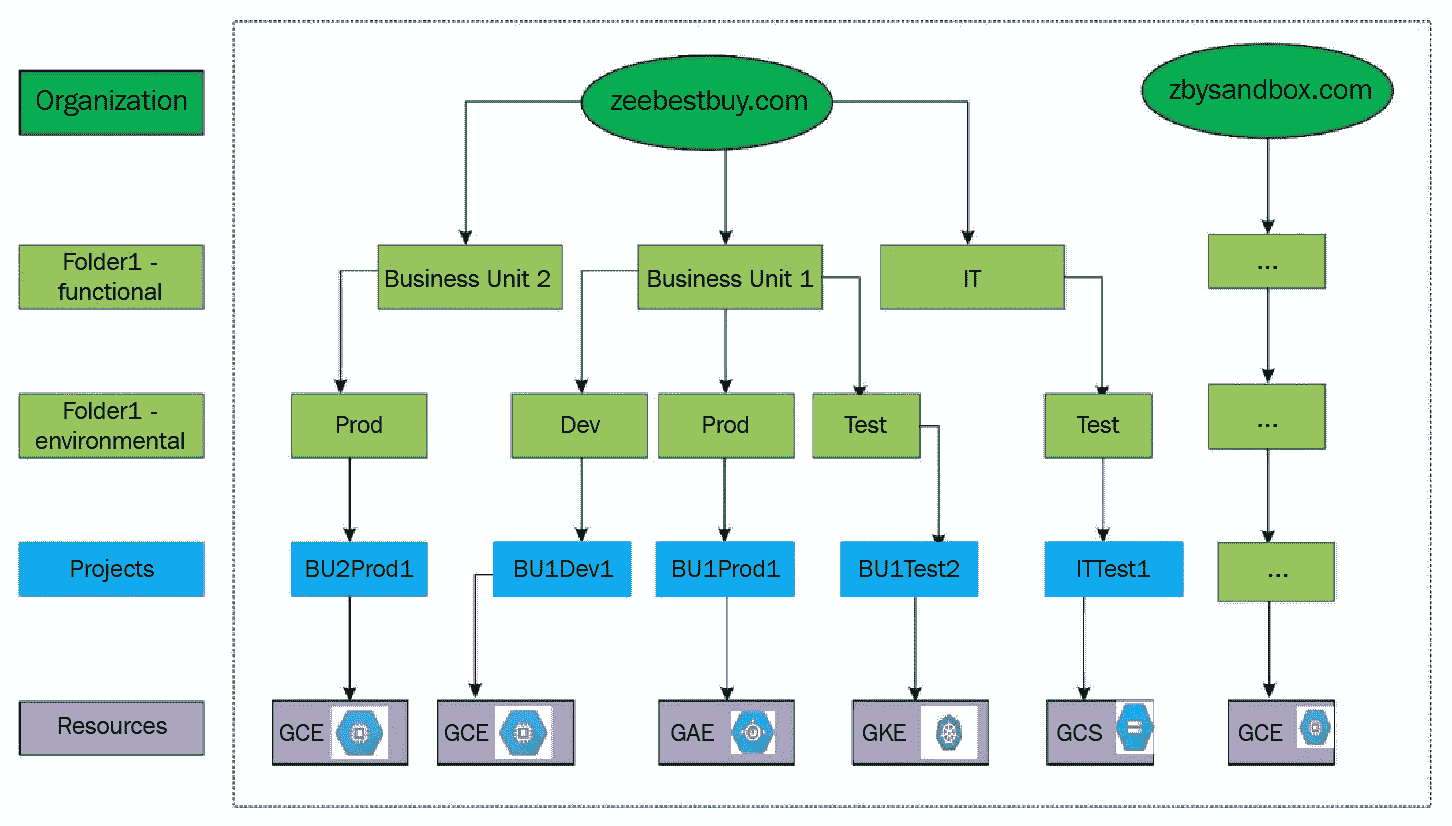 Organization
zeebestbuy.com
zbysandbox.com
Folder1 -
functional
Business Unit 2
Business Unit 1
IT
...
Folder1 -
environmental
Prod
Dev
Prod
Test
Test
...
Projects
BU2Prod1
BU1Dev1
BU1Prod1
BU1Test2
ITTest1
...
Resources
GCE
GCE
GAE
GKE
GCS
GCE